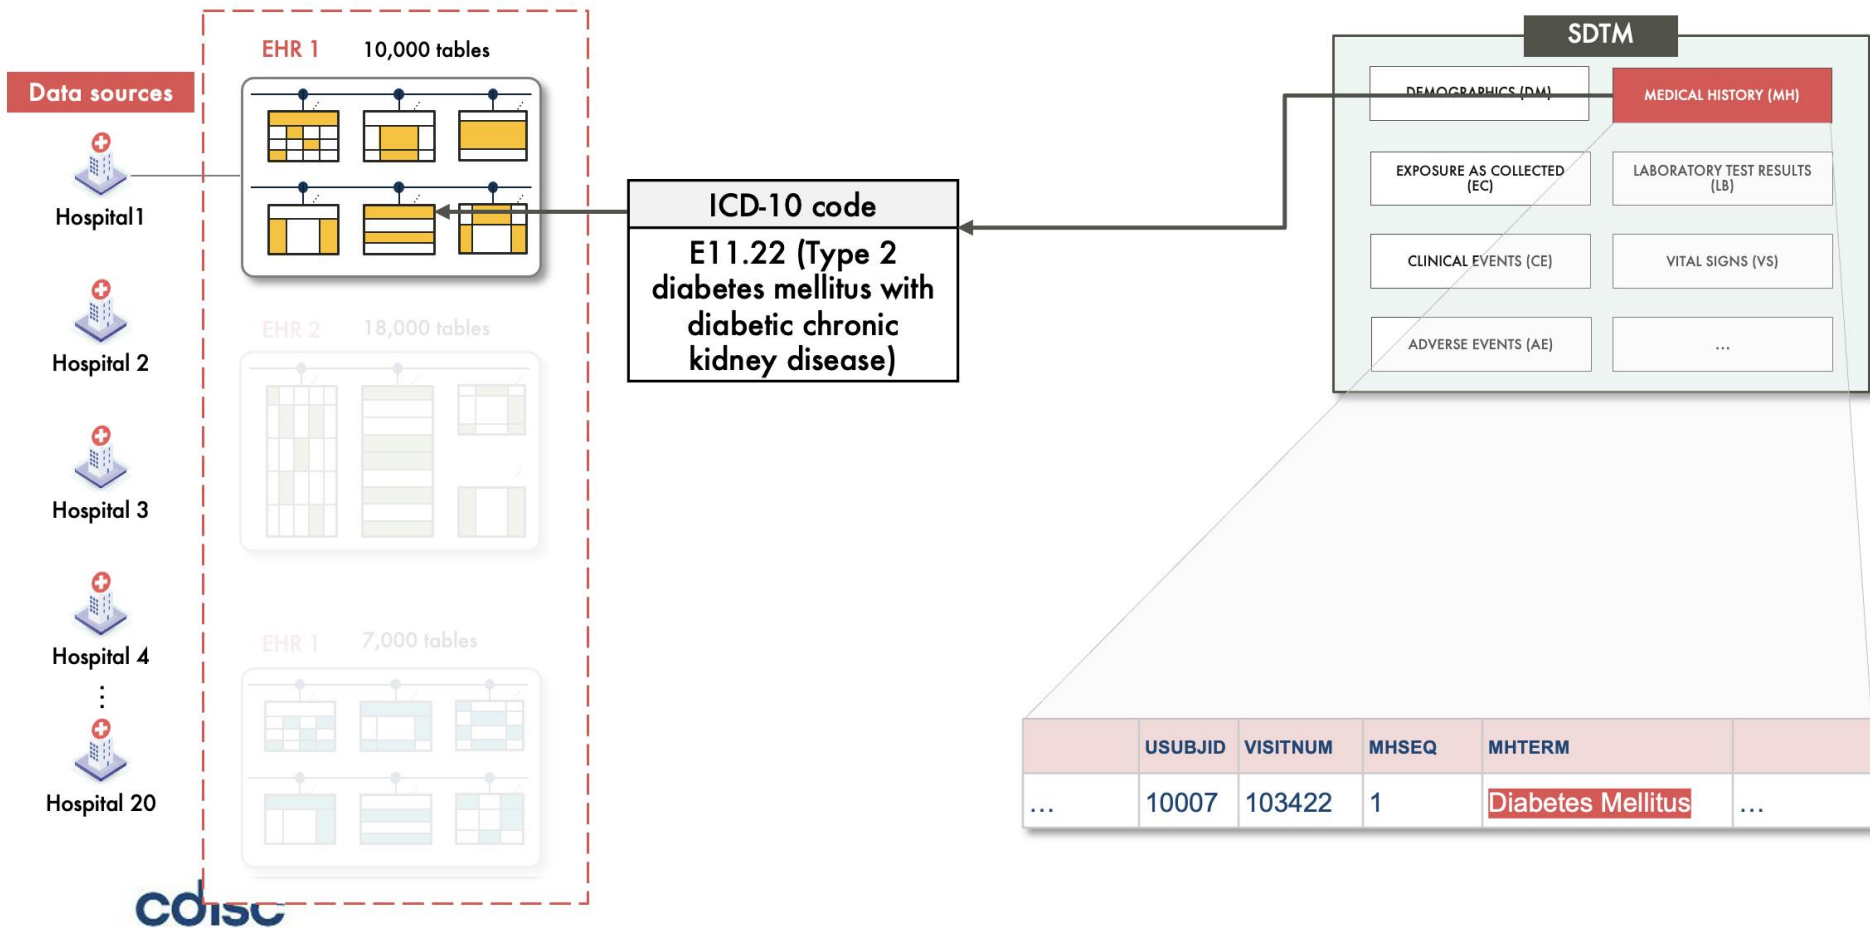 Data sources
Hospital1
Hospital 2
Hospital 3
Hospital 4
⋮
Hospital 20
EHR 1 10,000 tables
EHR 2 18,000 tables
EHR 1 7,000 tables
ICD-10 code
E11.22 (Type 2
diabetes mellitus with
diabetic chronic
kidney disease)
SDTM
DEMOGRAPHICS (DM)
MEDICAL HISTORY (MH)
EXPOSURE AS COLLECTED
(EC)
LABORATORY TEST RESULTS
(LB)
CLINICAL EVENTS (CE)
VITAL SIGNS (VS)
ADVERSE EVENTS (AE)
...
USUBJID VISITNUM MHSEQ MHTERM
... 10007 103422 1 Diabetes Mellitus ...
cdisc